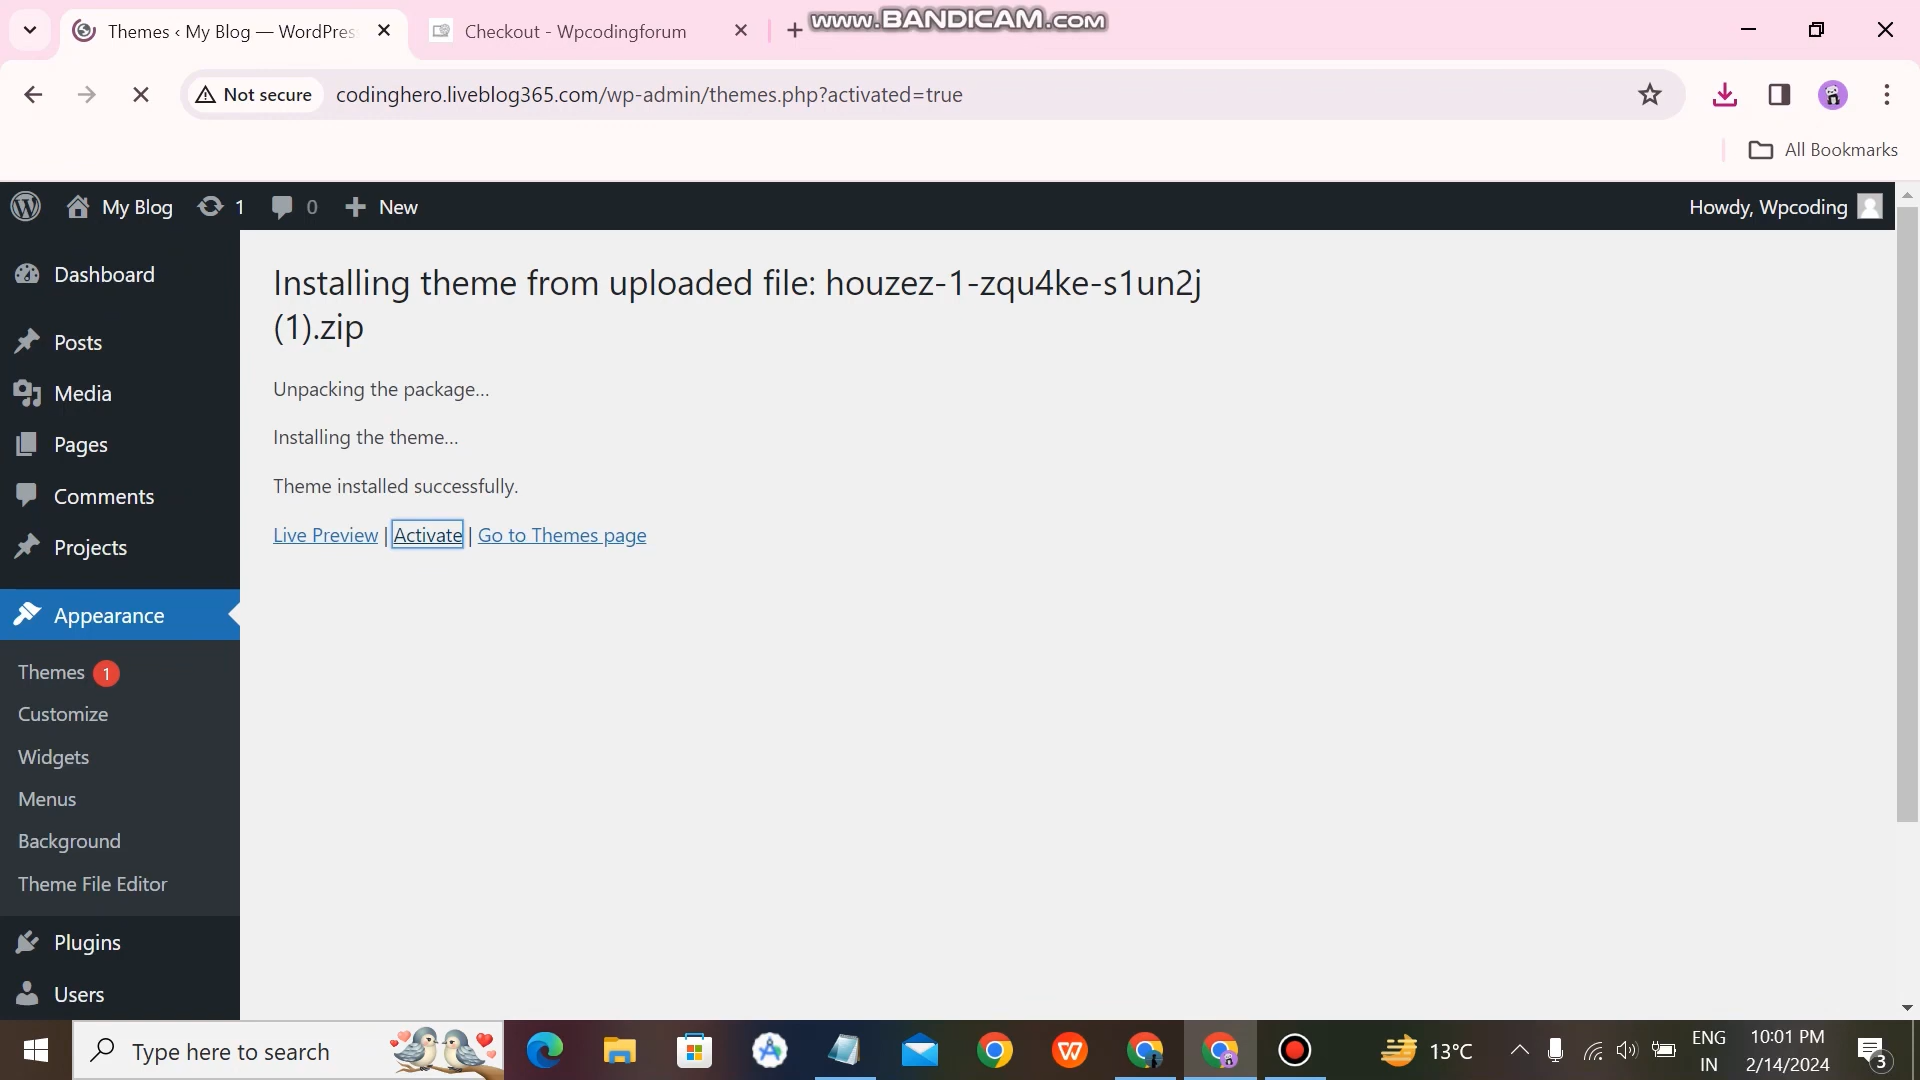 Themes ‹ My Blog — WordPres
Checkout - Wpcodingforum
www.BANDICAM.com
Not secure
codinghero.liveblog365.com/wp-admin/themes.php?activated=true
All Bookmarks
My Blog
1
0
New
Howdy, Wpcoding
Dashboard
Posts
Media
Pages
Comments
Projects
Appearance
Themes 1
Customize
Widgets
Menus
Background
Theme File Editor
Plugins
Users
Installing theme from uploaded file: houzez-1-zqu4ke-s1un2j
(1).zip
Unpacking the package…
Installing the theme…
Theme installed successfully.
Live Preview | Activate | Go to Themes page
Type here to search
13°C
ENG
IN
10:01 PM
2/14/2024
3